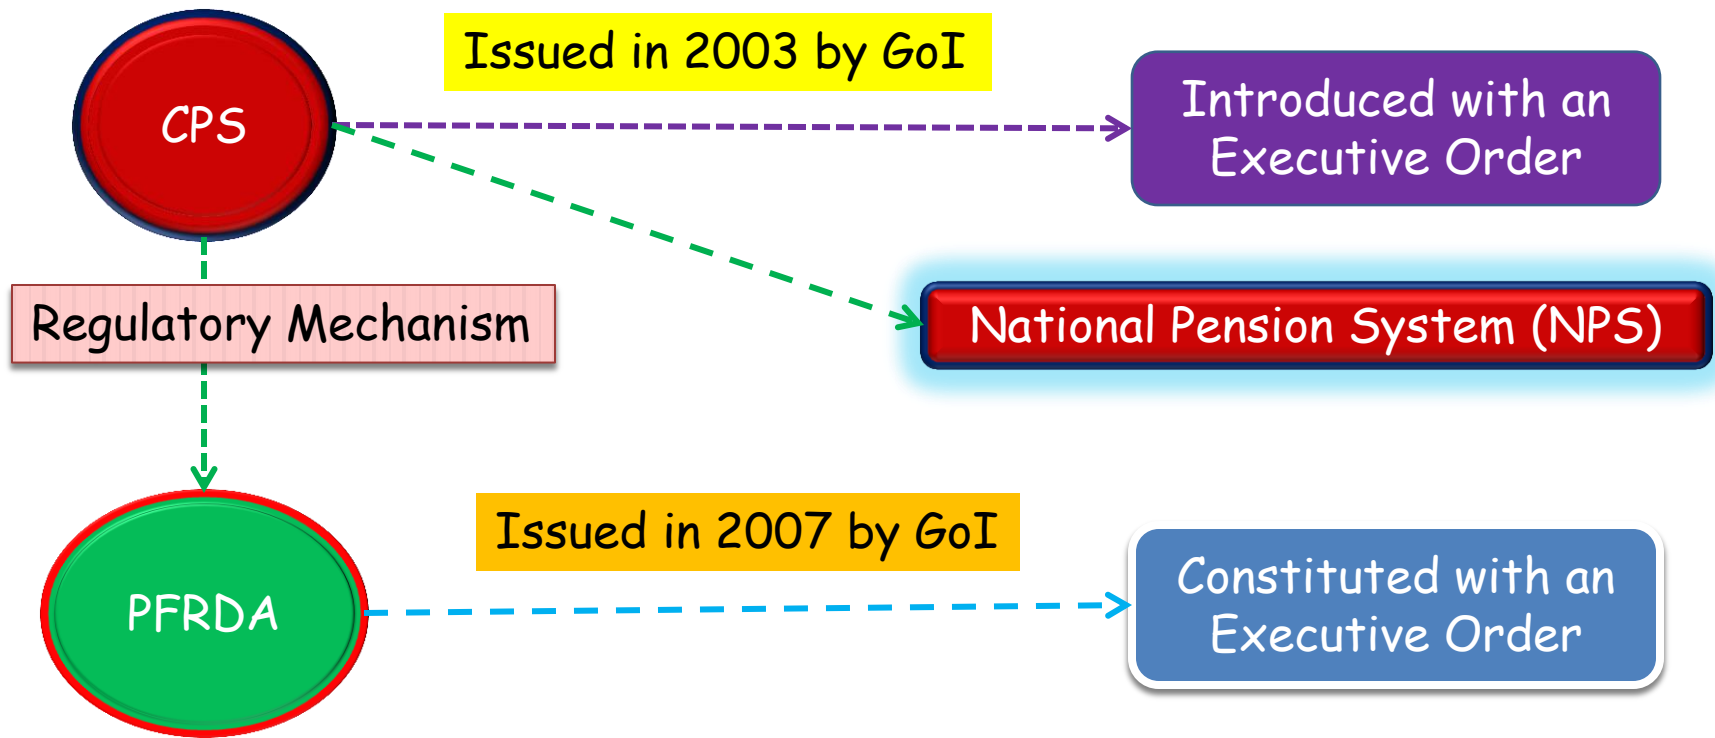 Issued in 2003 by GoI
CPS
Introduced with an
Executive Order
Regulatory Mechanism
National Pension System (NPS)
Issued in 2007 by GoI
PFRDA
Constituted with an
Executive Order